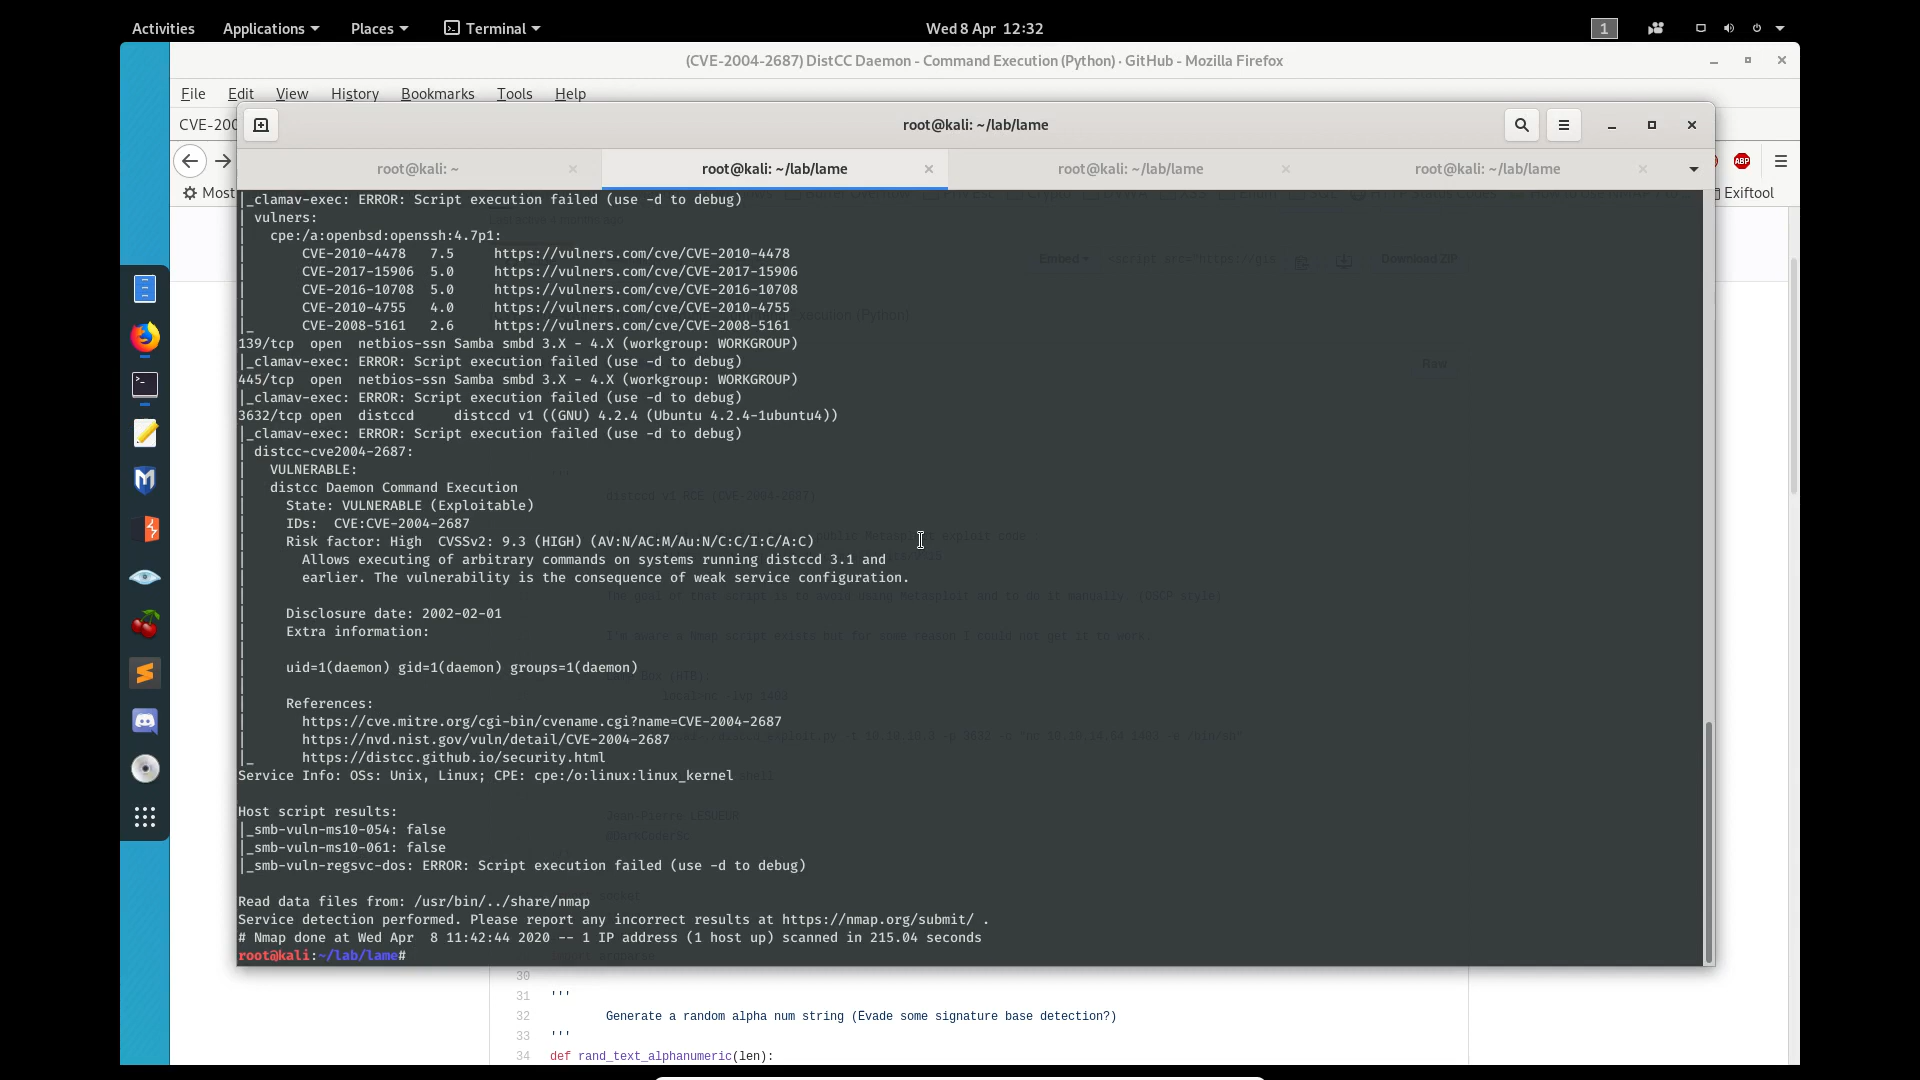 Activities Applications Places Terminal Wed 8 Apr 12:32 1
(CVE-2004-2687) DistCC Daemon - Command Execution (Python) · GitHub - Mozilla Firefox
File Edit View History Bookmarks Tools Help
CVE-200
root@kali: ~/lab/lame
root@kali: ~ root@kali: ~/lab/lame root@kali: ~/lab/lame root@kali: ~/lab/lame
ABP
Most
Exiftool
|_clamav-exec: ERROR: Script execution failed (use -d to debug)
| vulners:
|   cpe:/a:openbsd:openssh:4.7p1:
|       CVE-2010-4478   7.5     https://vulners.com/cve/CVE-2010-4478
|       CVE-2017-15906  5.0     https://vulners.com/cve/CVE-2017-15906
|       CVE-2016-10708  5.0     https://vulners.com/cve/CVE-2016-10708
|       CVE-2010-4755   4.0     https://vulners.com/cve/CVE-2010-4755
|_      CVE-2008-5161   2.6     https://vulners.com/cve/CVE-2008-5161
139/tcp  open  netbios-ssn Samba smbd 3.X - 4.X (workgroup: WORKGROUP)
|_clamav-exec: ERROR: Script execution failed (use -d to debug)
445/tcp  open  netbios-ssn Samba smbd 3.X - 4.X (workgroup: WORKGROUP)
|_clamav-exec: ERROR: Script execution failed (use -d to debug)
3632/tcp open  distccd     distccd v1 ((GNU) 4.2.4 (Ubuntu 4.2.4-1ubuntu4))
|_clamav-exec: ERROR: Script execution failed (use -d to debug)
| distcc-cve2004-2687:
|   VULNERABLE:
|   distcc Daemon Command Execution
|     State: VULNERABLE (Exploitable)
|     IDs:  CVE:CVE-2004-2687
|     Risk factor: High  CVSSv2: 9.3 (HIGH) (AV:N/AC:M/Au:N/C:C/I:C/A:C)
|       Allows executing of arbitrary commands on systems running distccd 3.1 and
|       earlier. The vulnerability is the consequence of weak service configuration.
|
|     Disclosure date: 2002-02-01
|     Extra information:
|
|     uid=1(daemon) gid=1(daemon) groups=1(daemon)
|
|     References:
|       https://cve.mitre.org/cgi-bin/cvename.cgi?name=CVE-2004-2687
|       https://nvd.nist.gov/vuln/detail/CVE-2004-2687
|_      https://distcc.github.io/security.html
Service Info: OSs: Unix, Linux; CPE: cpe:/o:linux:linux_kernel
Host script results:
|_smb-vuln-ms10-054: false
|_smb-vuln-ms10-061: false
|_smb-vuln-regsvc-dos: ERROR: Script execution failed (use -d to debug)
Read data files from: /usr/bin/../share/nmap
Service detection performed. Please report any incorrect results at https://nmap.org/submit/ .
# Nmap done at Wed Apr  8 11:42:44 2020 -- 1 IP address (1 host up) scanned in 215.04 seconds
root@kali:~/lab/lame#
30
31 '''
32 Generate a random alpha num string (Evade some signature base detection?)
33 '''
34 def rand_text_alphanumeric(len):